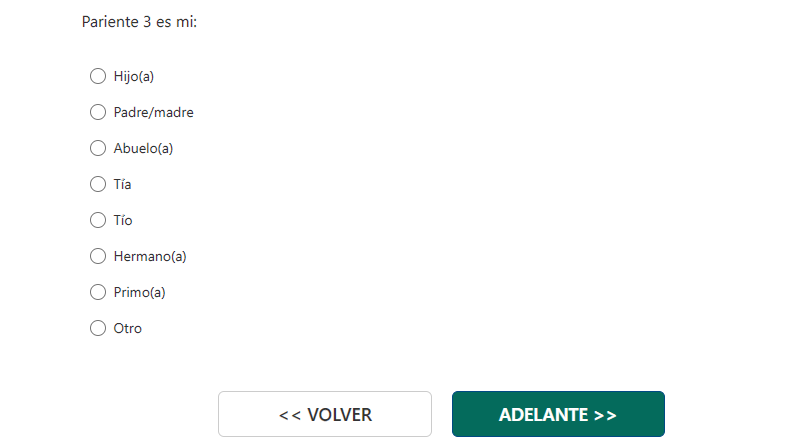 Pariente 3 es mi:
Hijo(a)
Padre/madre
Abuelo(a)
Tía
Tío
Hermano(a)
Primo(a)
Otro
<< VOLVER
ADELANTE >>